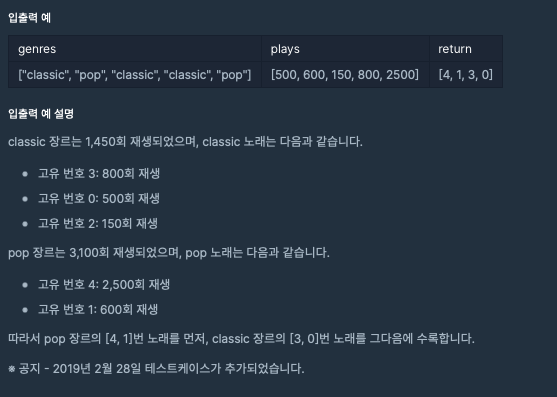 입출력 예
genres plays return
["classic", "pop", "classic", "classic", "pop"] [500, 600, 150, 800, 2500] [4, 1, 3, 0]
입출력 예 설명
classic 장르는 1,450회 재생되었으며, classic 노래는 다음과 같습니다.
• 고유 번호 3: 800회 재생
• 고유 번호 0: 500회 재생
• 고유 번호 2: 150회 재생
pop 장르는 3,100회 재생되었으며, pop 노래는 다음과 같습니다.
• 고유 번호 4: 2,500회 재생
• 고유 번호 1: 600회 재생
따라서 pop 장르의 [4, 1]번 노래를 먼저, classic 장르의 [3, 0]번 노래를 그다음에 수록합니다.
※ 공지 - 2019년 2월 28일 테스트케이스가 추가되었습니다.